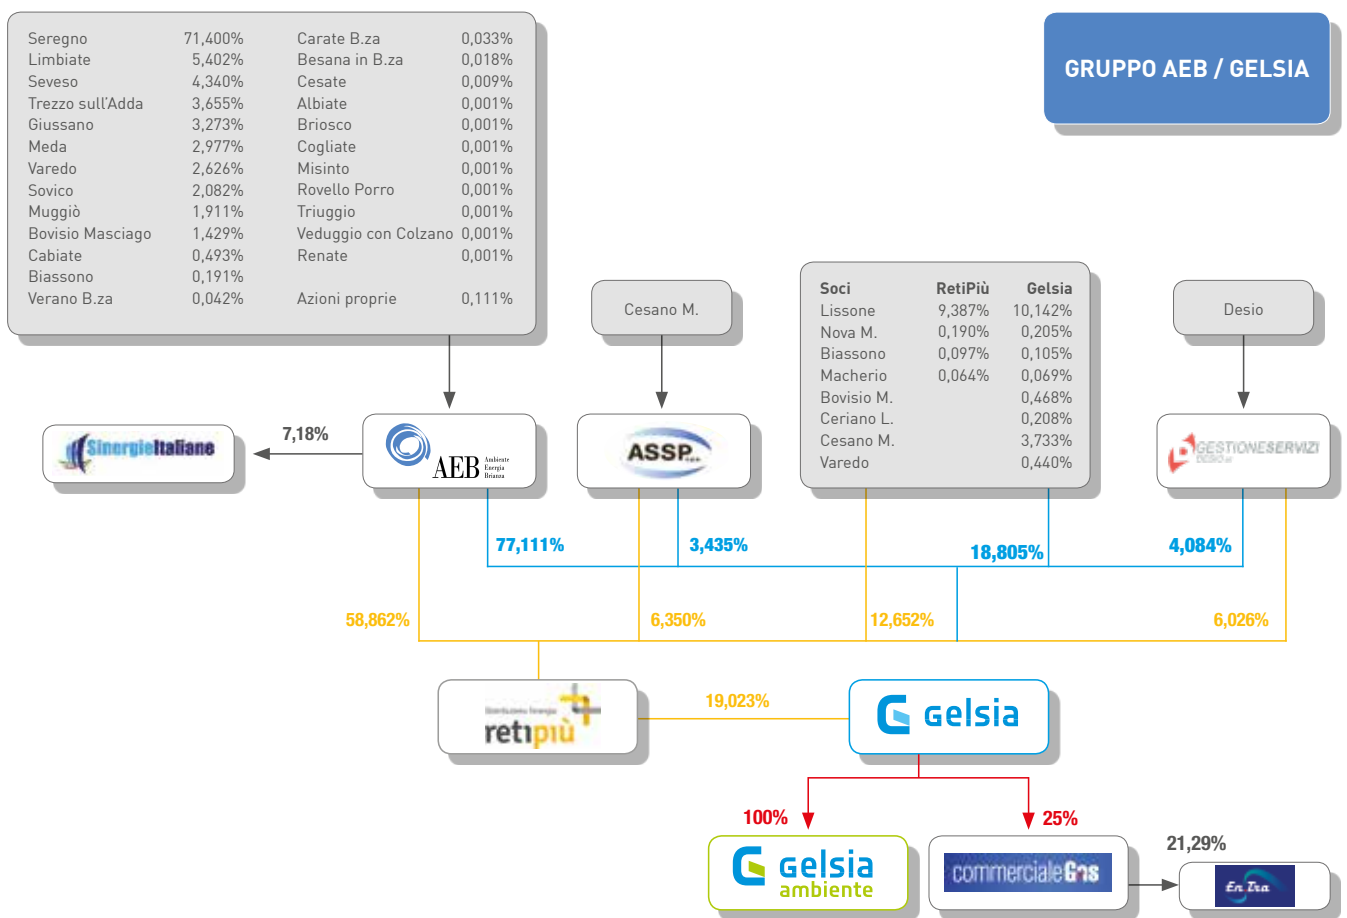 GRUPPO AEB / GELSIA
Seregno 71,400%
Limbiate 5,402%
Seveso 4,340%
Trezzo sull'Adda 3,655%
Giussano 3,273%
Meda 2,977%
Varedo 2,626%
Sovico 2,082%
Muggiò 1,911%
Bovisio Masciago 1,429%
Cabiate 0,493%
Biassono 0,191%
Verano B.za 0,042%
Carate B.za 0,033%
Besana in B.za 0,018%
Cesate 0,009%
Albiate 0,001%
Briosco 0,001%
Cogliate 0,001%
Misinto 0,001%
Rovello Porro 0,001%
Triuggio 0,001%
Veduggio con Colzano 0,001%
Renate 0,001%
Azioni proprie 0,111%
Cesano M.
Soci RetiPiù Gelsia
Lissone 9,387% 10,142%
Nova M. 0,190% 0,205%
Biassono 0,097% 0,105%
Macherio 0,064% 0,069%
Bovisio M. 0,468%
Ceriano L. 0,208%
Cesano M. 3,733%
Varedo 0,440%
Desio
SinergieItaliane
7,18%
AEB Ambiente
Energia
Brianza
ASSP
GESTIONESERVIZI
DESIO
77,111%
3,435%
18,805%
4,084%
58,862%
6,350%
12,652%
6,026%
retipiù
19,023%
Gelsia
100%
25%
Gelsia
ambiente
commercialeGas
21,29%
En Tra